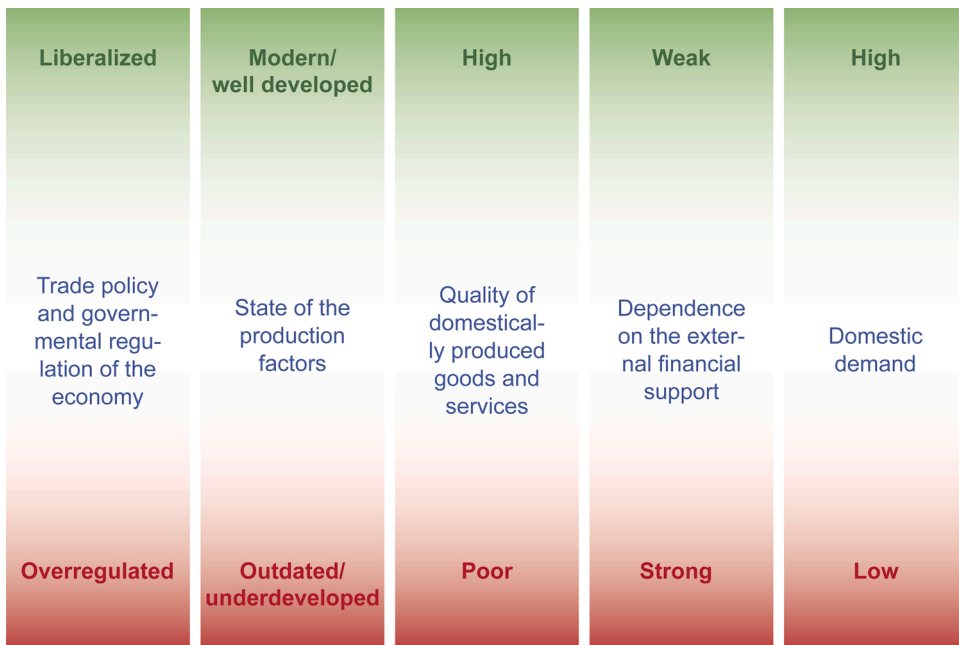 Liberalized
Modern/
well developed
High
Weak
High
Trade policy
and govern-
mental regu-
lation of the
economy
State of the
production
factors
Quality of
domestical-
ly produced
goods and
services
Dependence
on the exter-
nal financial
support
Domestic
demand
Overregulated
Outdated/
underdeveloped
Poor
Strong
Low